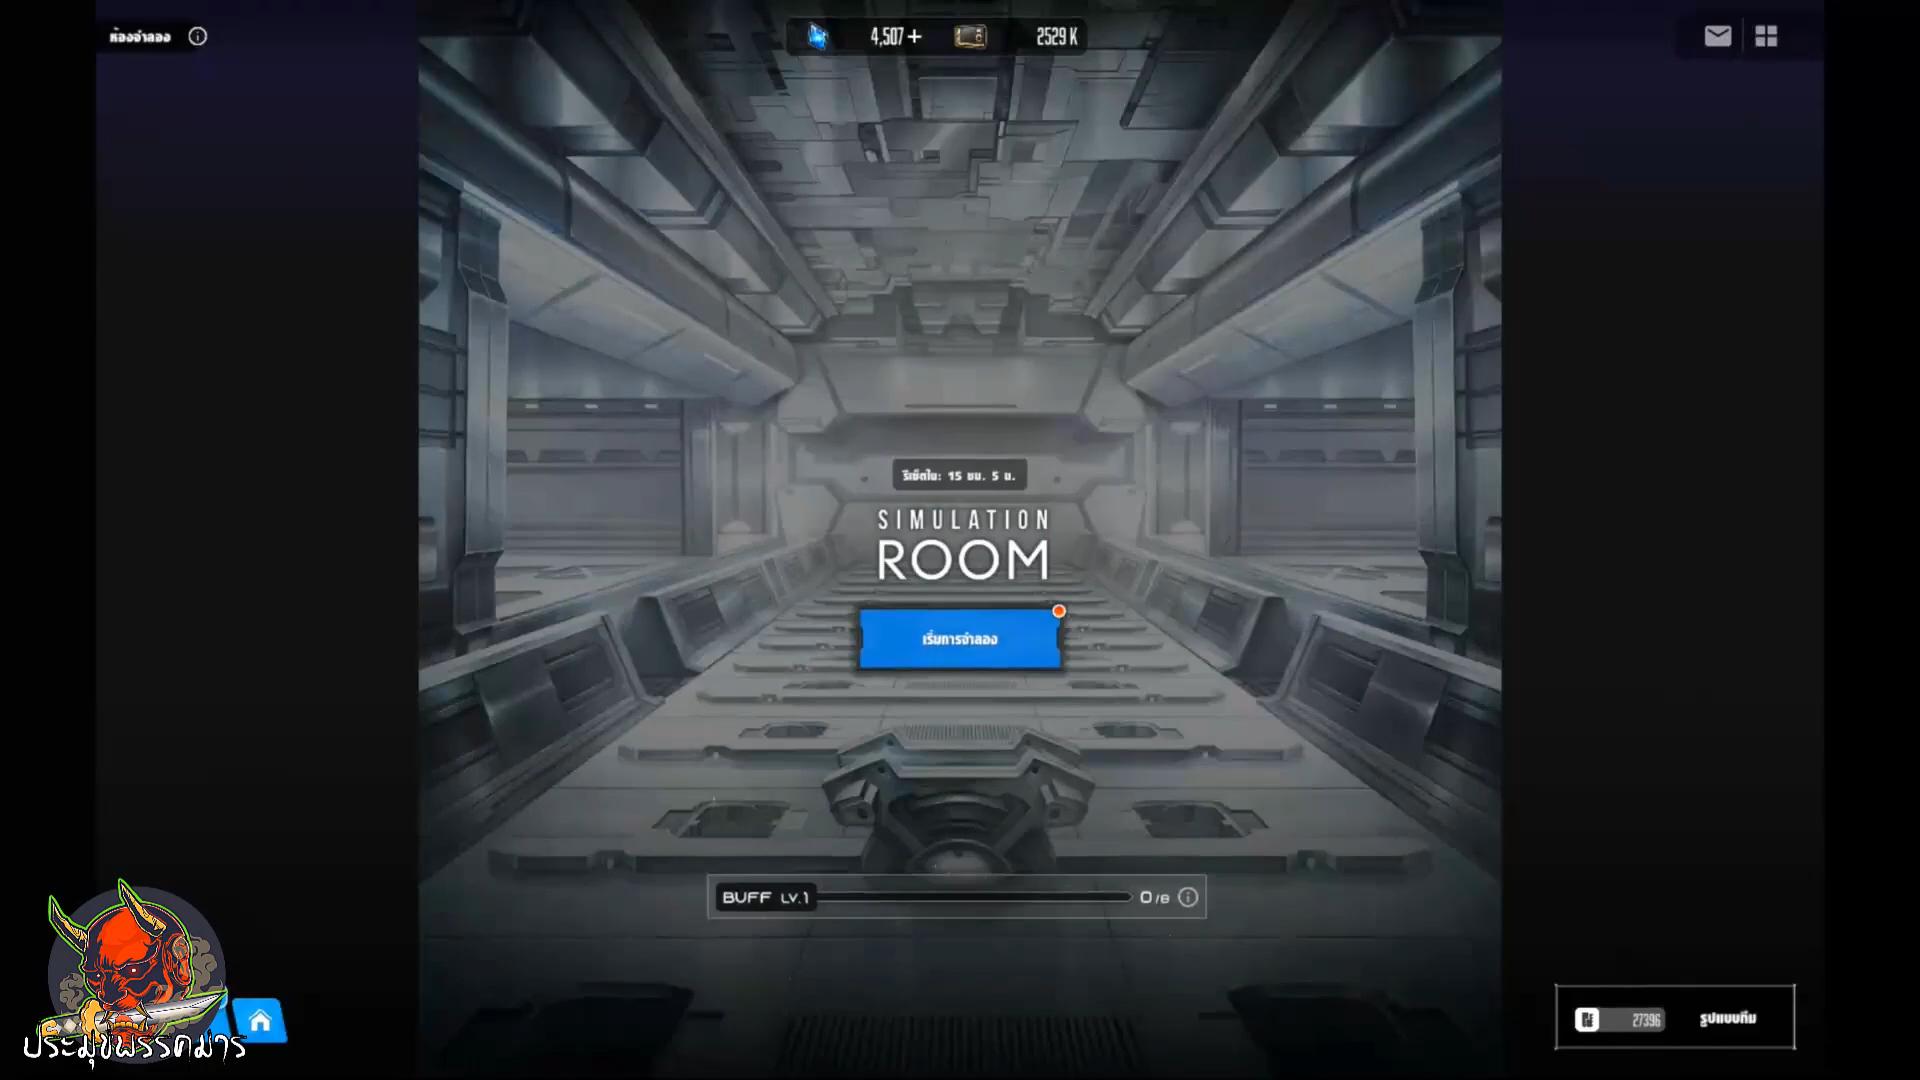 ห้องจำลอง
4,507+
2529 K
รีเซ็ตใน: 15 ชม. 5 น.
SIMULATION
ROOM
เริ่มการจำลอง
BUFF LV.1
0/8
27396
รูปแบบทีม
ประมุขพรรคมาร